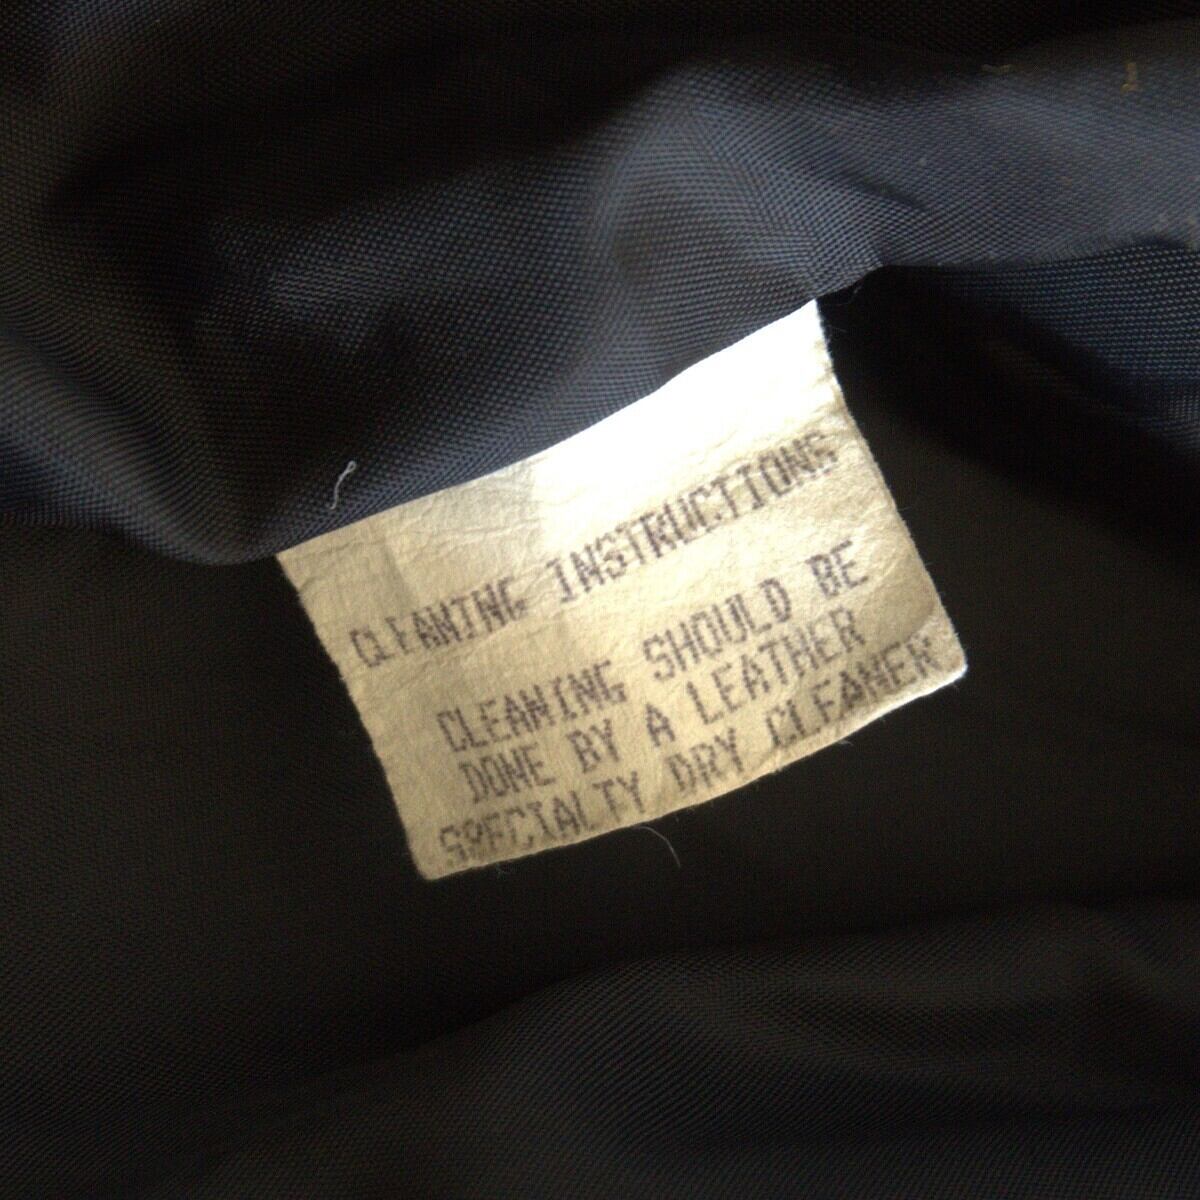 CLEANING INSTRUCTIONS
CLEANING SHOULD BE
DONE BY A LEATHER
SPECIALTY DRY CLEANER